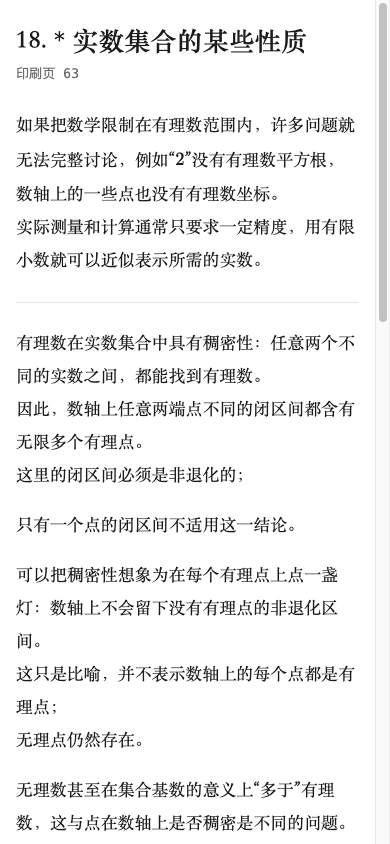 18. * 实数集合的某些性质
印刷页 63
如果把数学限制在有理数范围内，许多问题就
无法完整讨论，例如“2”没有有理数平方根，
数轴上的一些点也没有有理数坐标。
实际测量和计算通常只要求一定精度，用有限
小数就可以近似表示所需的实数。
有理数在实数集合中具有稠密性：任意两个不
同的实数之间，都能找到有理数。
因此，数轴上任意两端点不同的闭区间都含有
无限多个有理点。
这里的闭区间必须是非退化的；
只有一个点的闭区间不适用这一结论。
可以把稠密性想象为在每个有理点上点一盏
灯：数轴上不会留下没有有理点的非退化区
间。
这只是比喻，并不表示数轴上的每个点都是有
理点；
无理点仍然存在。
无理数甚至在集合基数的意义上“多于”有理
数，这与点在数轴上是否稠密是不同的问题。